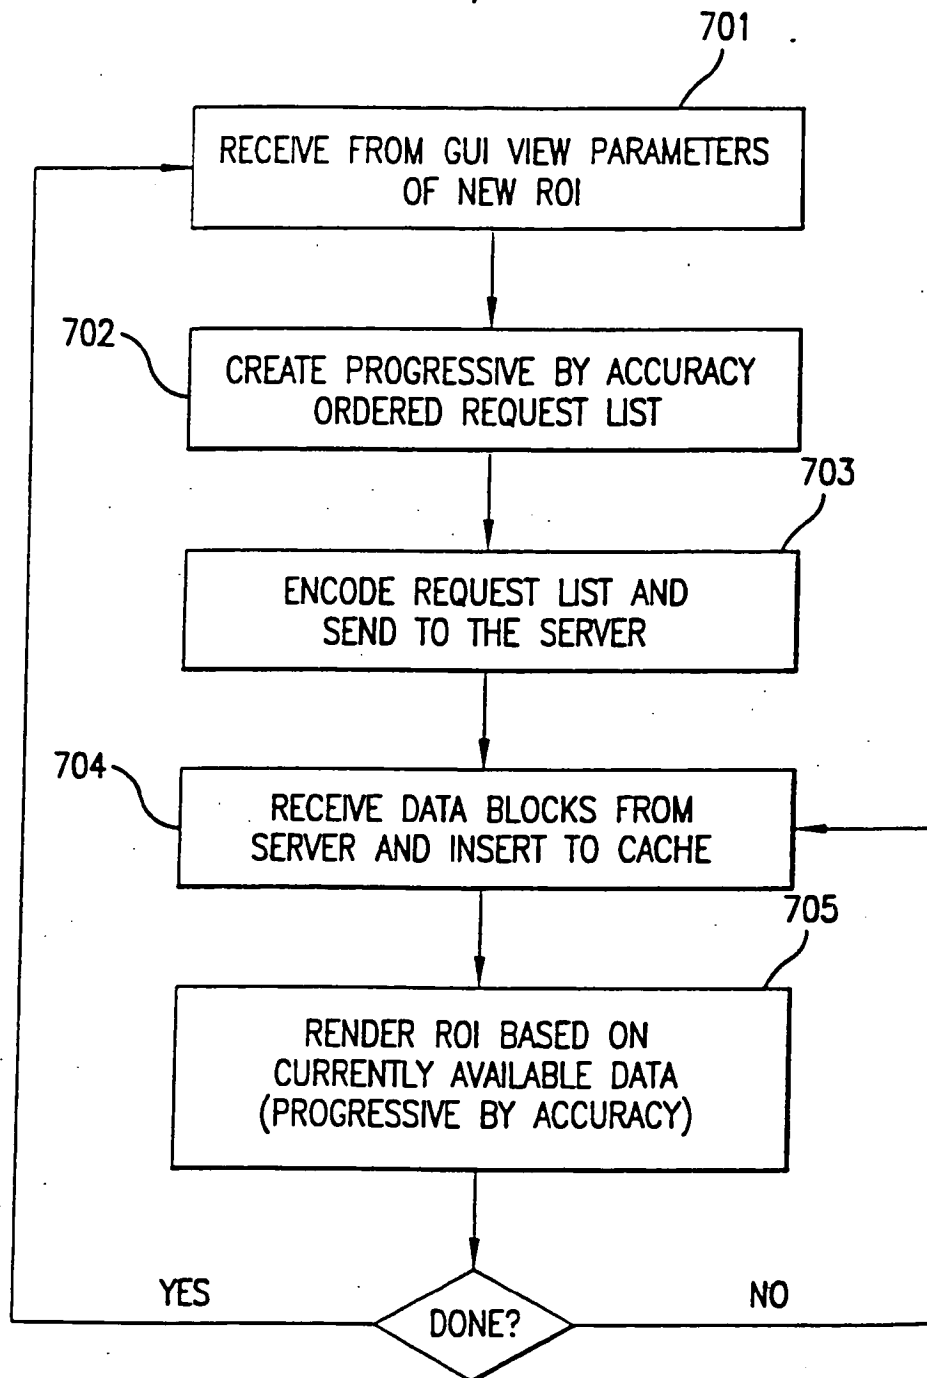 701
RECEIVE FROM GUI VIEW PARAMETERS
OF NEW ROI
702
CREATE PROGRESSIVE BY ACCURACY
ORDERED REQUEST LIST
703
ENCODE REQUEST LIST AND
SEND TO THE SERVER
704
RECEIVE DATA BLOCKS FROM
SERVER AND INSERT TO CACHE
705
RENDER ROI BASED ON
CURRENTLY AVAILABLE DATA
(PROGRESSIVE BY ACCURACY)
YES
DONE?
NO